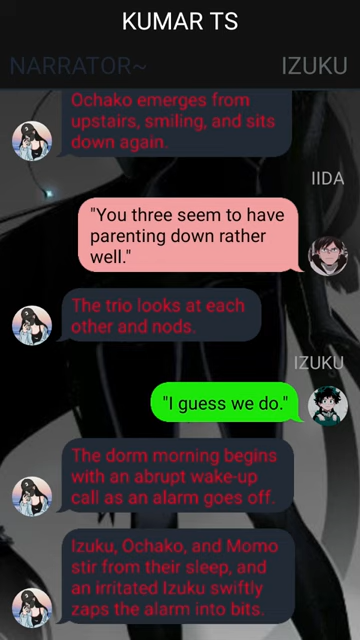 KUMAR TS
NARRATOR~ IZUKU
Ochako emerges from
upstairs, smiling, and sits
down again.
IIDA
"You three seem to have
parenting down rather
well."
The trio looks at each
other and nods.
IZUKU
"I guess we do."
The dorm morning begins
with an abrupt wake-up
call as an alarm goes off.
Izuku, Ochako, and Momo
stir from their sleep, and
an irritated Izuku swiftly
zaps the alarm into bits.